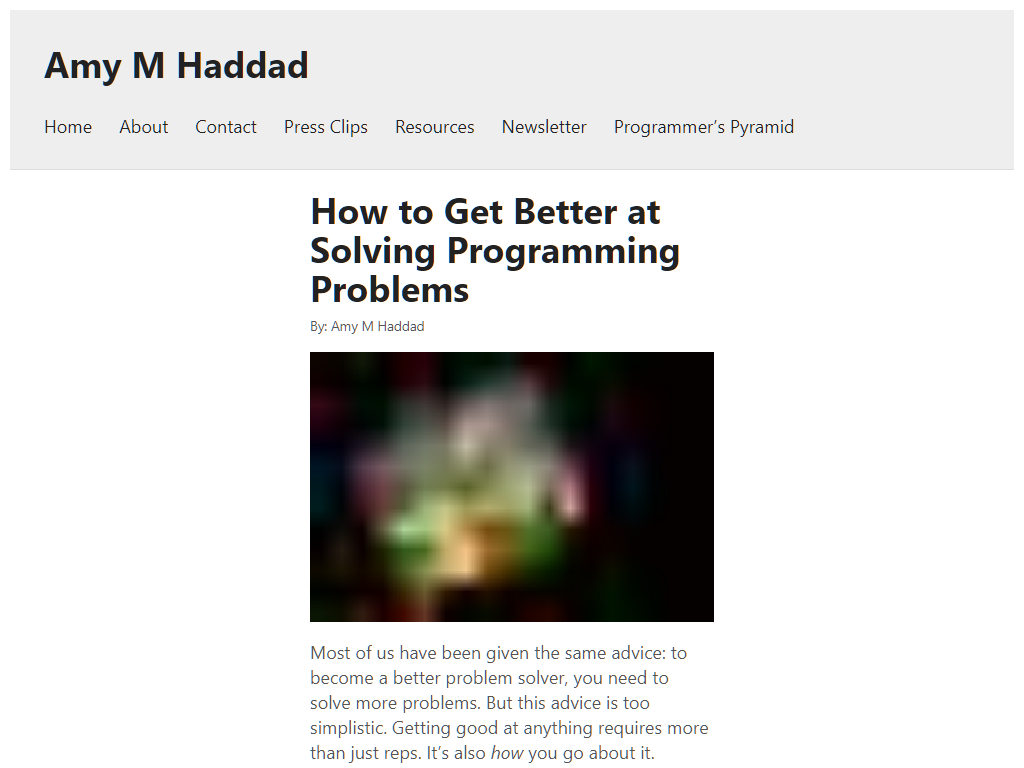 Amy M Haddad
Home About Contact Press Clips Resources Newsletter Programmer’s Pyramid
How to Get Better at
Solving Programming
Problems
By: Amy M Haddad
Most of us have been given the same advice: to
become a better problem solver, you need to
solve more problems. But this advice is too
simplistic. Getting good at anything requires more
than just reps. It’s also how you go about it.